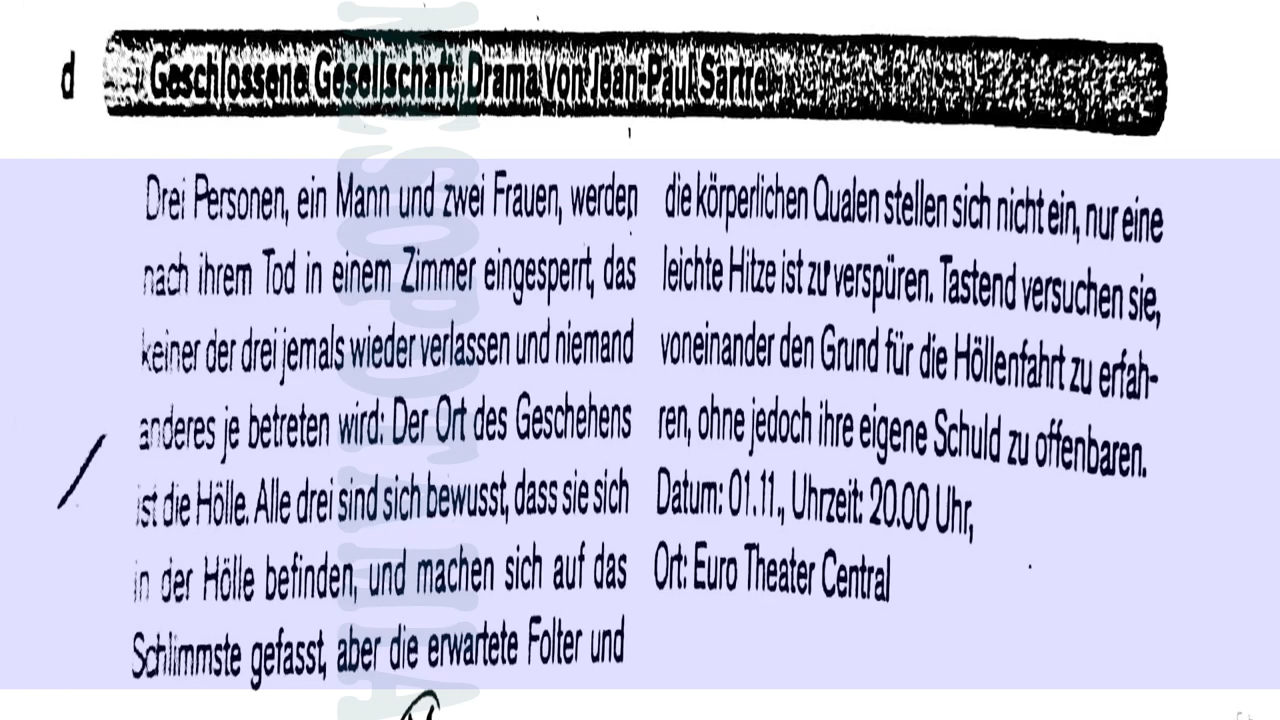 d
Geschlossene Gesellschaft, Drama von Jean-Paul Sartre
Drei Personen, ein Mann und zwei Frauen, werden
nach ihrem Tod in einem Zimmer eingesperrt, das
keiner der drei jemals wieder verlassen und niemand
anderes je betreten wird: Der Ort des Geschehens
ist die Hölle. Alle drei sind sich bewusst, dass sie sich
in der Hölle befinden, und machen sich auf das
Schlimmste gefasst, aber die erwartete Folter und
die körperlichen Qualen stellen sich nicht ein, nur eine
leichte Hitze ist zu verspüren. Tastend versuchen sie,
voneinander den Grund für die Höllenfahrt zu erfah-
ren, ohne jedoch ihre eigene Schuld zu offenbaren.
Datum: 01.11., Uhrzeit: 20.00 Uhr,
Ort: Euro Theater Central